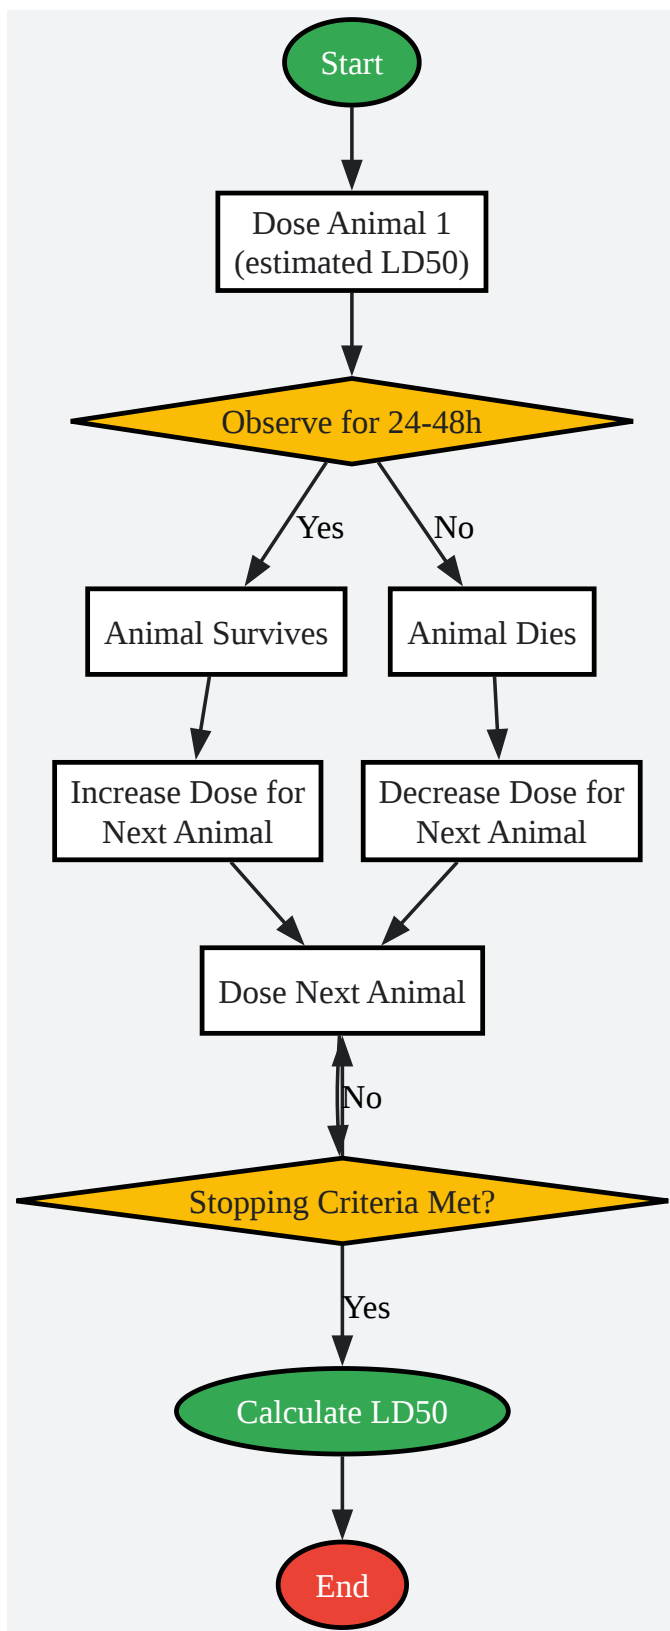 Start
Dose Animal 1
(estimated LD50)
Observe for 24-48h
Yes
No
Animal Survives
Animal Dies
Increase Dose for
Next Animal
Decrease Dose for
Next Animal
Dose Next Animal
No
Stopping Criteria Met?
Yes
Calculate LD50
End